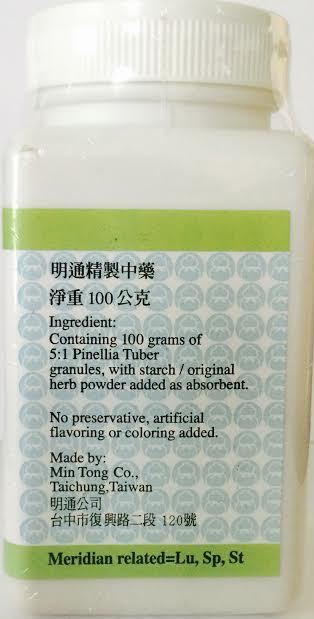 明通精製中藥
淨重 100 公克
Ingredient:
Containing 100 grams of
5:1 Pinellia Tuber
granules, with starch / original
herb powder added as absorbent.
No preservative, artificial
flavoring or coloring added.
Made by:
Min Tong Co.,
Taichung,Taiwan
明通公司
台中市復興路二段 120號
Meridian related=Lu, Sp, St